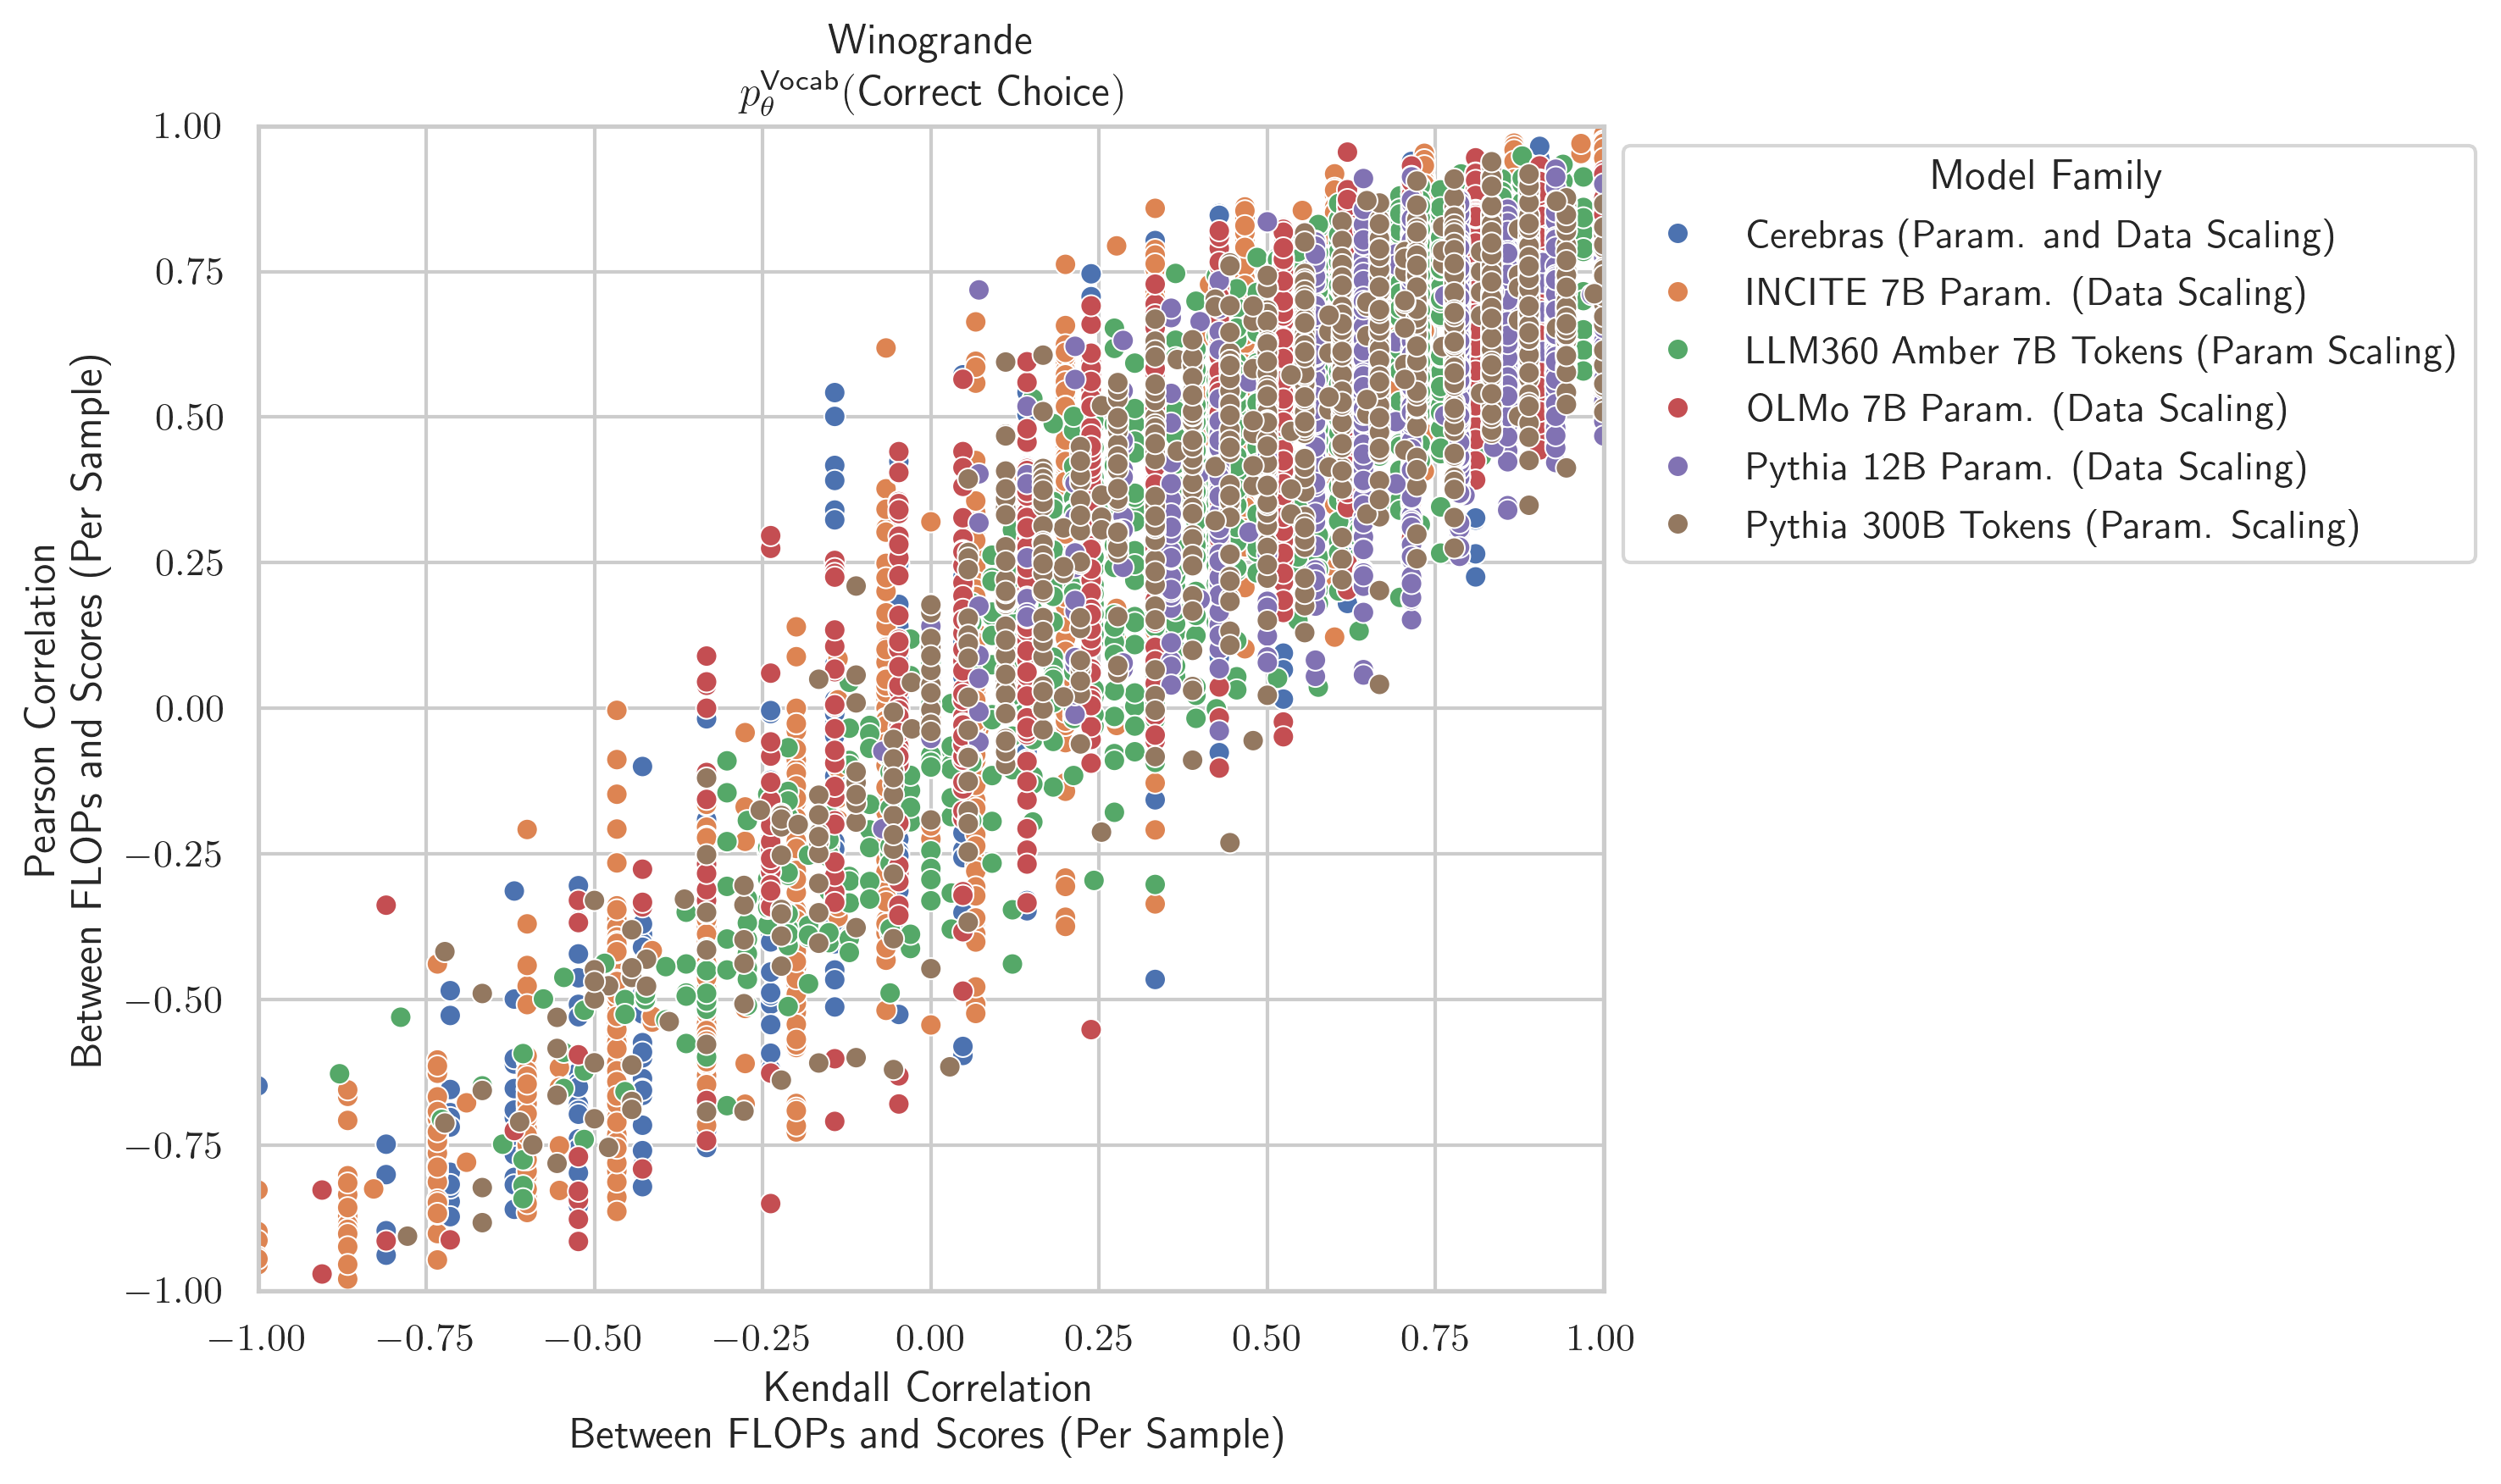 Winogrande
p_θ^Vocab(Correct Choice)
Pearson Correlation
Between FLOPs and Scores (Per Sample)
1.00
0.75
0.50
0.25
0.00
−0.25
−0.50
−0.75
−1.00
−1.00 −0.75 −0.50 −0.25 0.00 0.25 0.50 0.75 1.00
Kendall Correlation
Between FLOPs and Scores (Per Sample)
Model Family
Cerebras (Param. and Data Scaling)
INCITE 7B Param. (Data Scaling)
LLM360 Amber 7B Tokens (Param Scaling)
OLMo 7B Param. (Data Scaling)
Pythia 12B Param. (Data Scaling)
Pythia 300B Tokens (Param. Scaling)